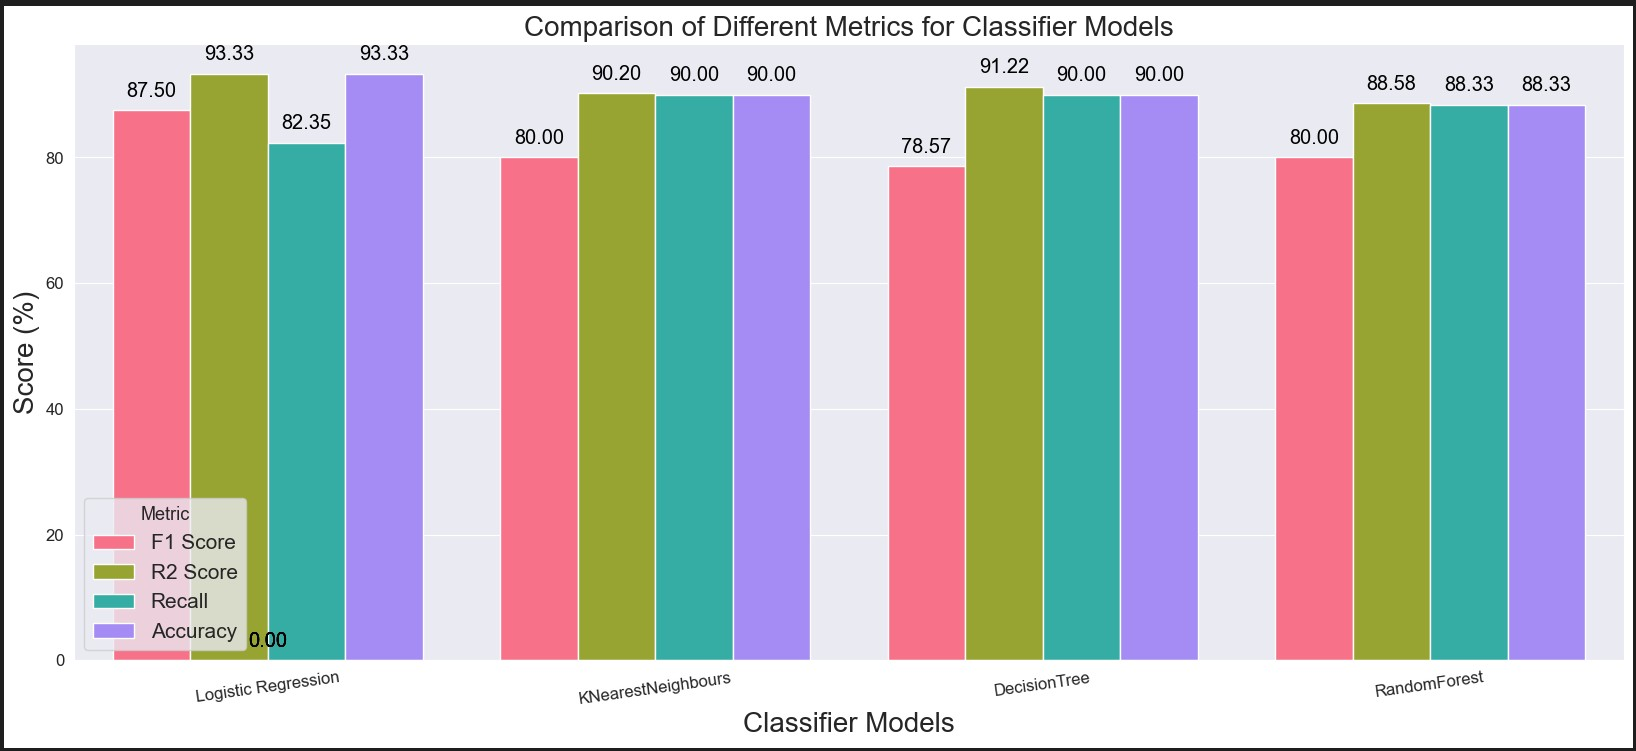 Comparison of Different Metrics for Classifier Models
93.33 93.33
87.50 90.20 90.00 90.00 91.22 90.00 90.00 88.58 88.33 88.33
82.35 80.00 78.57 80.00
80
60
40
20
0
Score (%)
Metric
F1 Score
R2 Score
Recall
Accuracy
0.00
Logistic Regression KNearestNeighbours DecisionTree RandomForest
Classifier Models